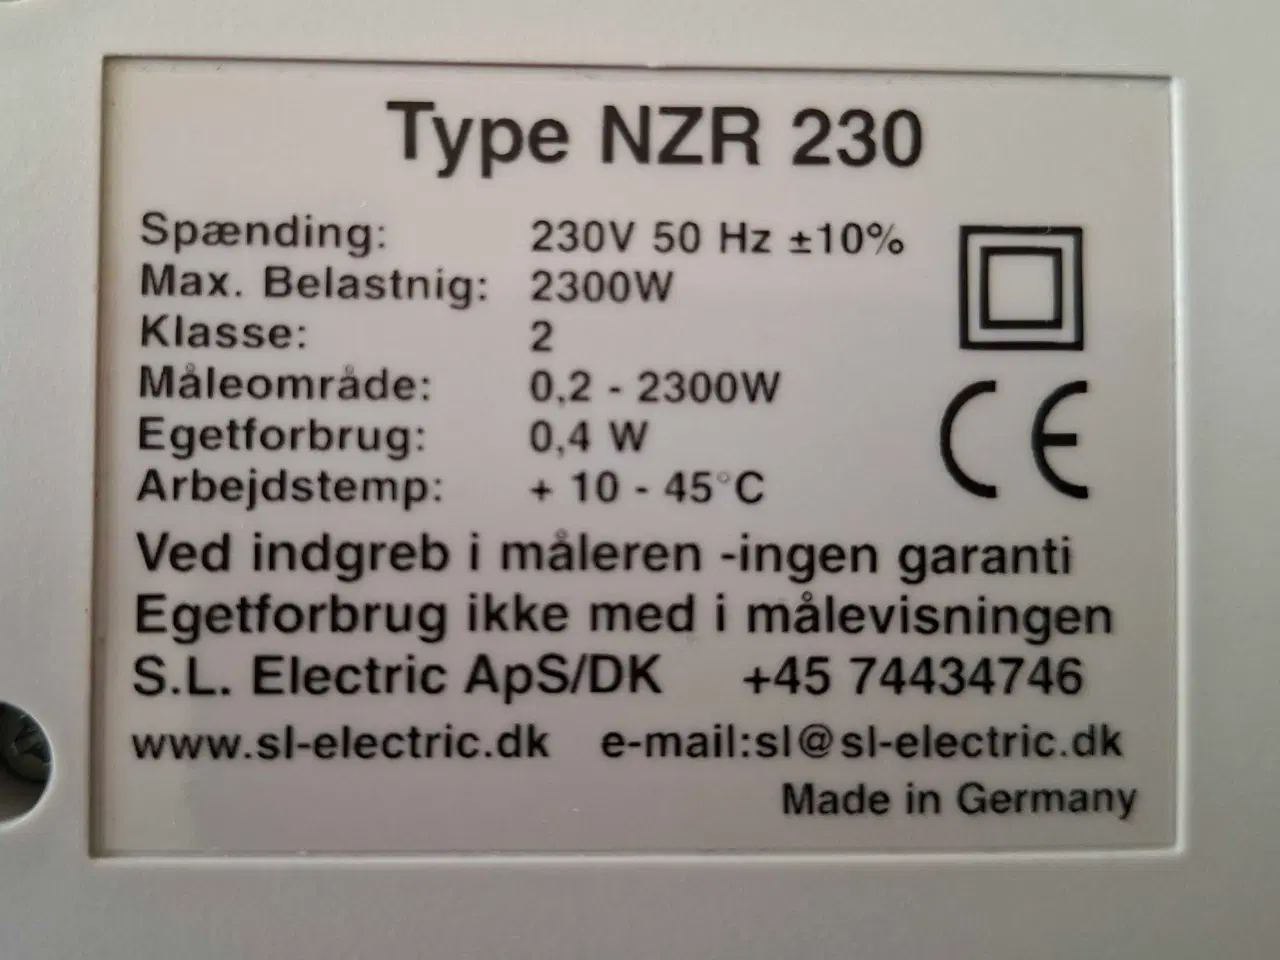 Type NZR 230
Spænding: 230V 50 Hz ±10%
Max. Belastnig: 2300W
Klasse: 2
Måleområde: 0,2 - 2300W
Egetforbrug: 0,4 W
Arbejdstemp: + 10 - 45°C
CE
Ved indgreb i måleren -ingen garanti
Egetforbrug ikke med i målevisningen
S.L. Electric ApS/DK +45 74434746
www.sl-electric.dk e-mail:sl@sl-electric.dk
Made in Germany